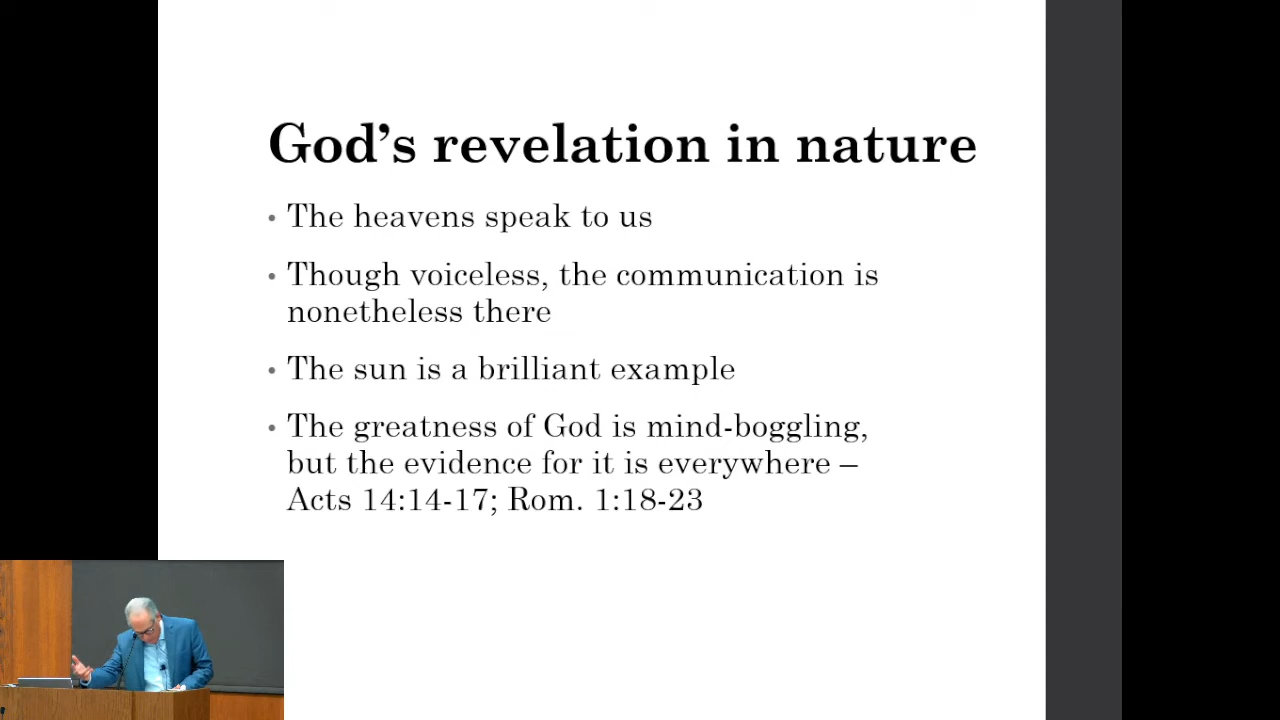 God’s revelation in nature
• The heavens speak to us
• Though voiceless, the communication is
nonetheless there
• The sun is a brilliant example
• The greatness of God is mind-boggling,
but the evidence for it is everywhere –
Acts 14:14-17; Rom. 1:18-23